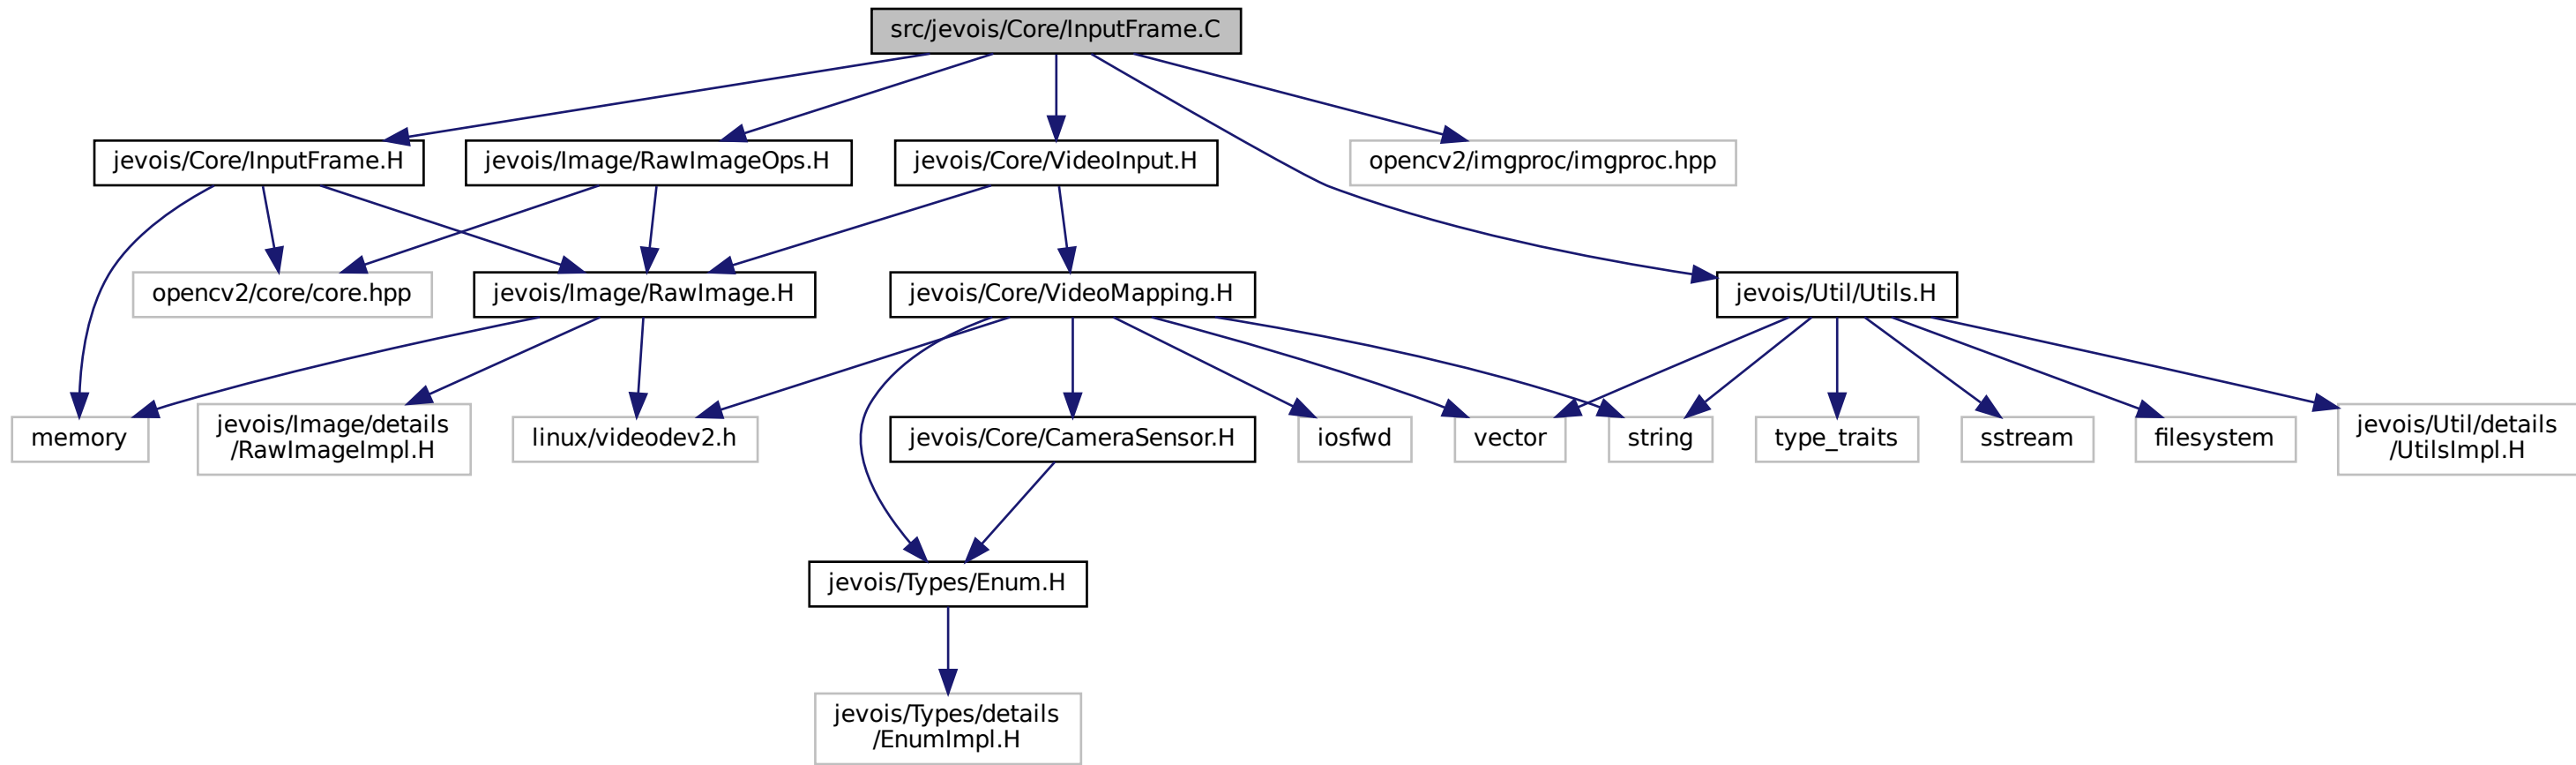 src/jevois/Core/InputFrame.C
jevois/Core/InputFrame.H
jevois/Image/RawImageOps.H
jevois/Core/VideoInput.H
opencv2/imgproc/imgproc.hpp
opencv2/core/core.hpp
jevois/Image/RawImage.H
jevois/Core/VideoMapping.H
jevois/Util/Utils.H
memory
jevois/Image/details
/RawImageImpl.H
linux/videodev2.h
jevois/Core/CameraSensor.H
iosfwd
vector
string
type_traits
sstream
filesystem
jevois/Util/details
/UtilsImpl.H
jevois/Types/Enum.H
jevois/Types/details
/EnumImpl.H